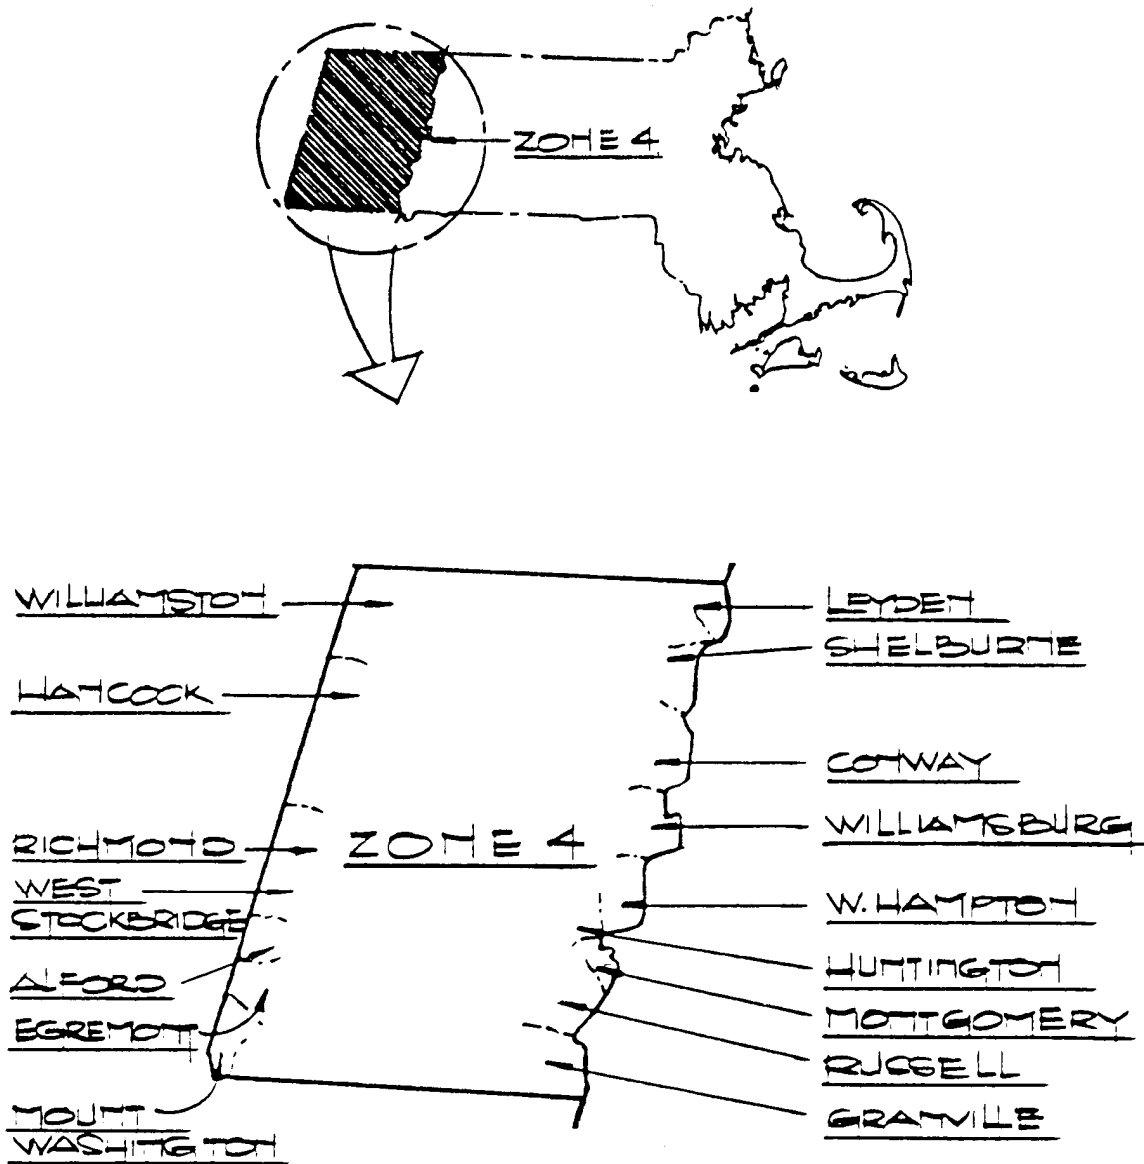 ZONE 4
WILLIAMSTON
HANCOCK
RICHMOND
WEST
STOCKBRIDGE
ALFORD
EGREMONT
MOUNT
WASHINGTON
ZONE 4
LEYDEN
SHELBURNE
CONWAY
WILLIAMSBURG
W. HAMPTON
HUNTINGTON
MONTGOMERY
RUSSELL
GRANVILLE